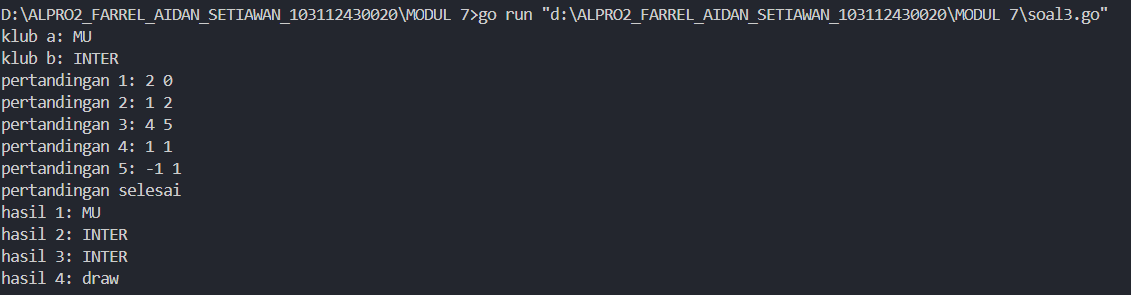 D:\ALPRO2_FARREL_AIDAN_SETIAWAN_103112430020\MODUL 7>go run "d:\ALPRO2_FARREL_AIDAN_SETIAWAN_103112430020\MODUL 7\soal3.go"
klub a: MU
klub b: INTER
pertandingan 1: 2 0
pertandingan 2: 1 2
pertandingan 3: 4 5
pertandingan 4: 1 1
pertandingan 5: -1 1
pertandingan selesai
hasil 1: MU
hasil 2: INTER
hasil 3: INTER
hasil 4: draw